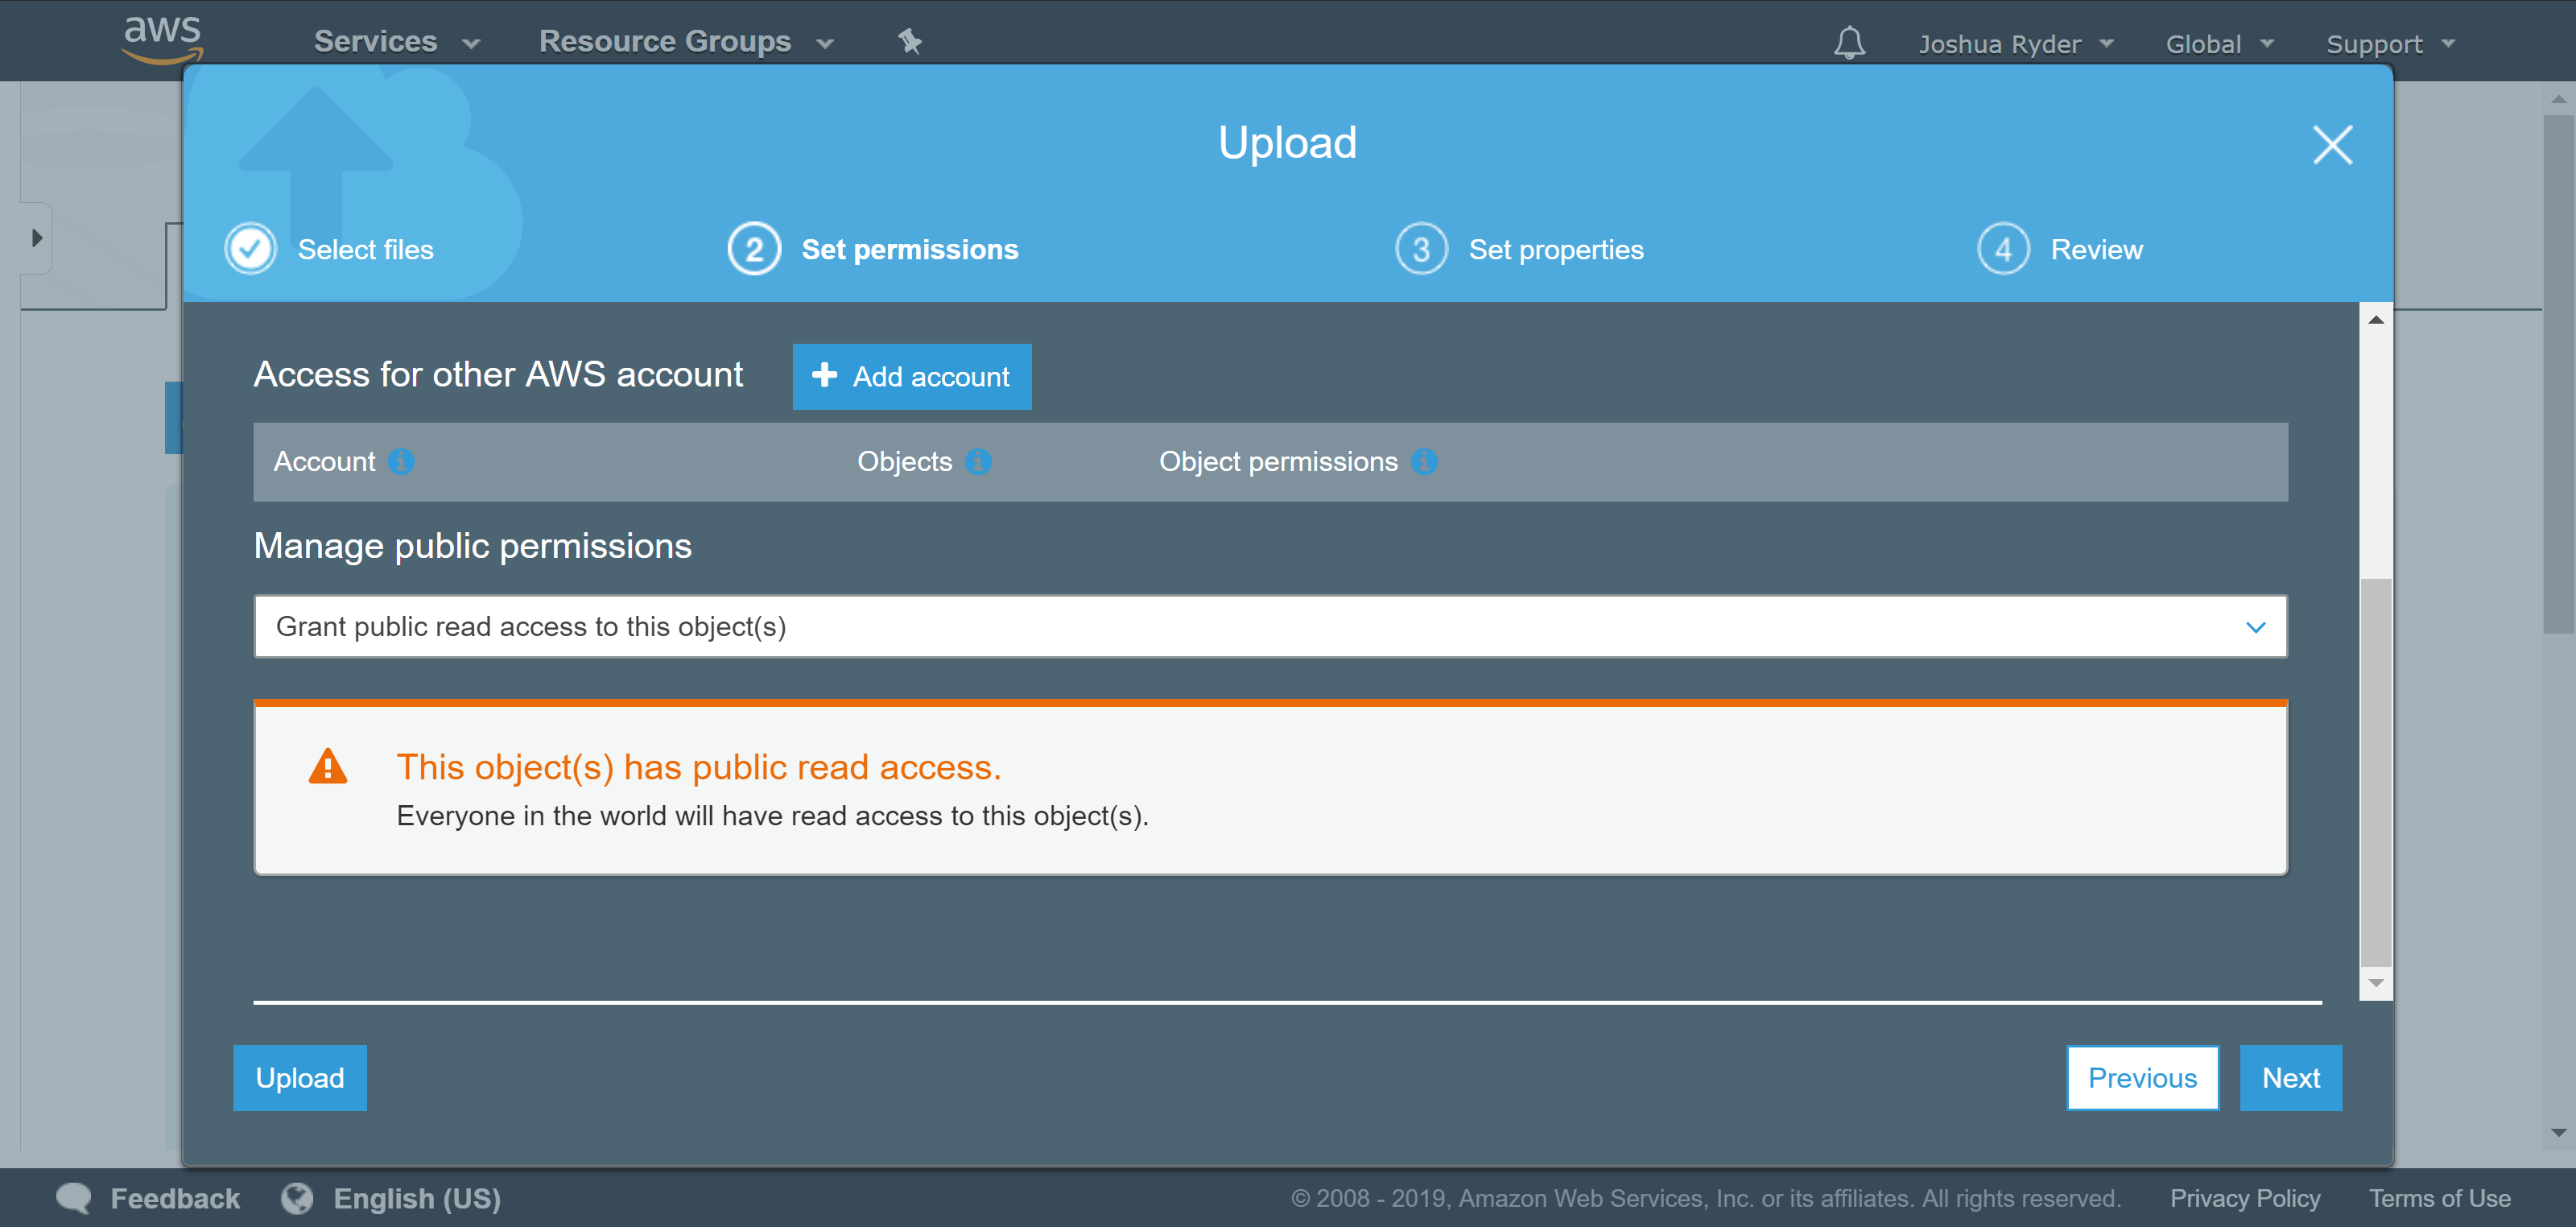 aws Services Resource Groups Joshua Ryder Global Support
Upload
Select files 2 Set permissions 3 Set properties 4 Review
Access for other AWS account + Add account
Account Objects Object permissions
Manage public permissions
Grant public read access to this object(s)
This object(s) has public read access.
Everyone in the world will have read access to this object(s).
Upload Previous Next
Feedback English (US) © 2008 - 2019, Amazon Web Services, Inc. or its affiliates. All rights reserved. Privacy Policy Terms of Use